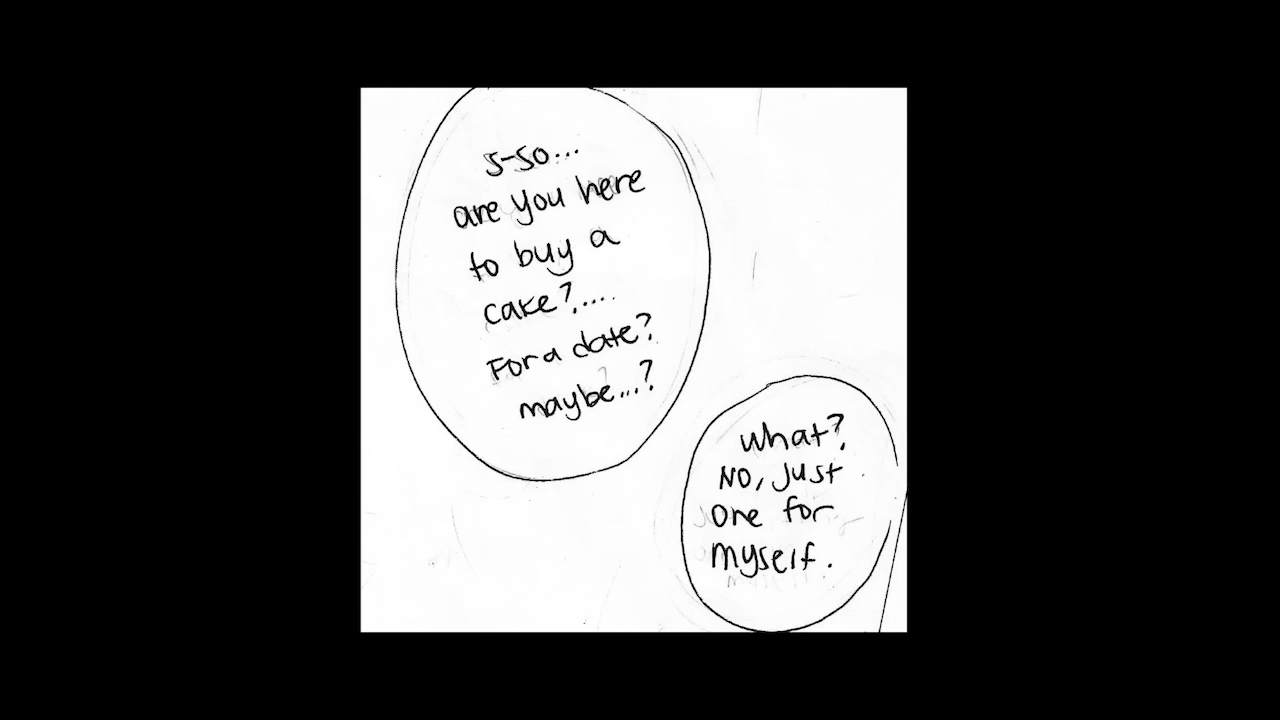 S-SO...
are you here
to buy a
cake?....
For a date?
maybe...?
what?
NO, Just
One for
Myself.